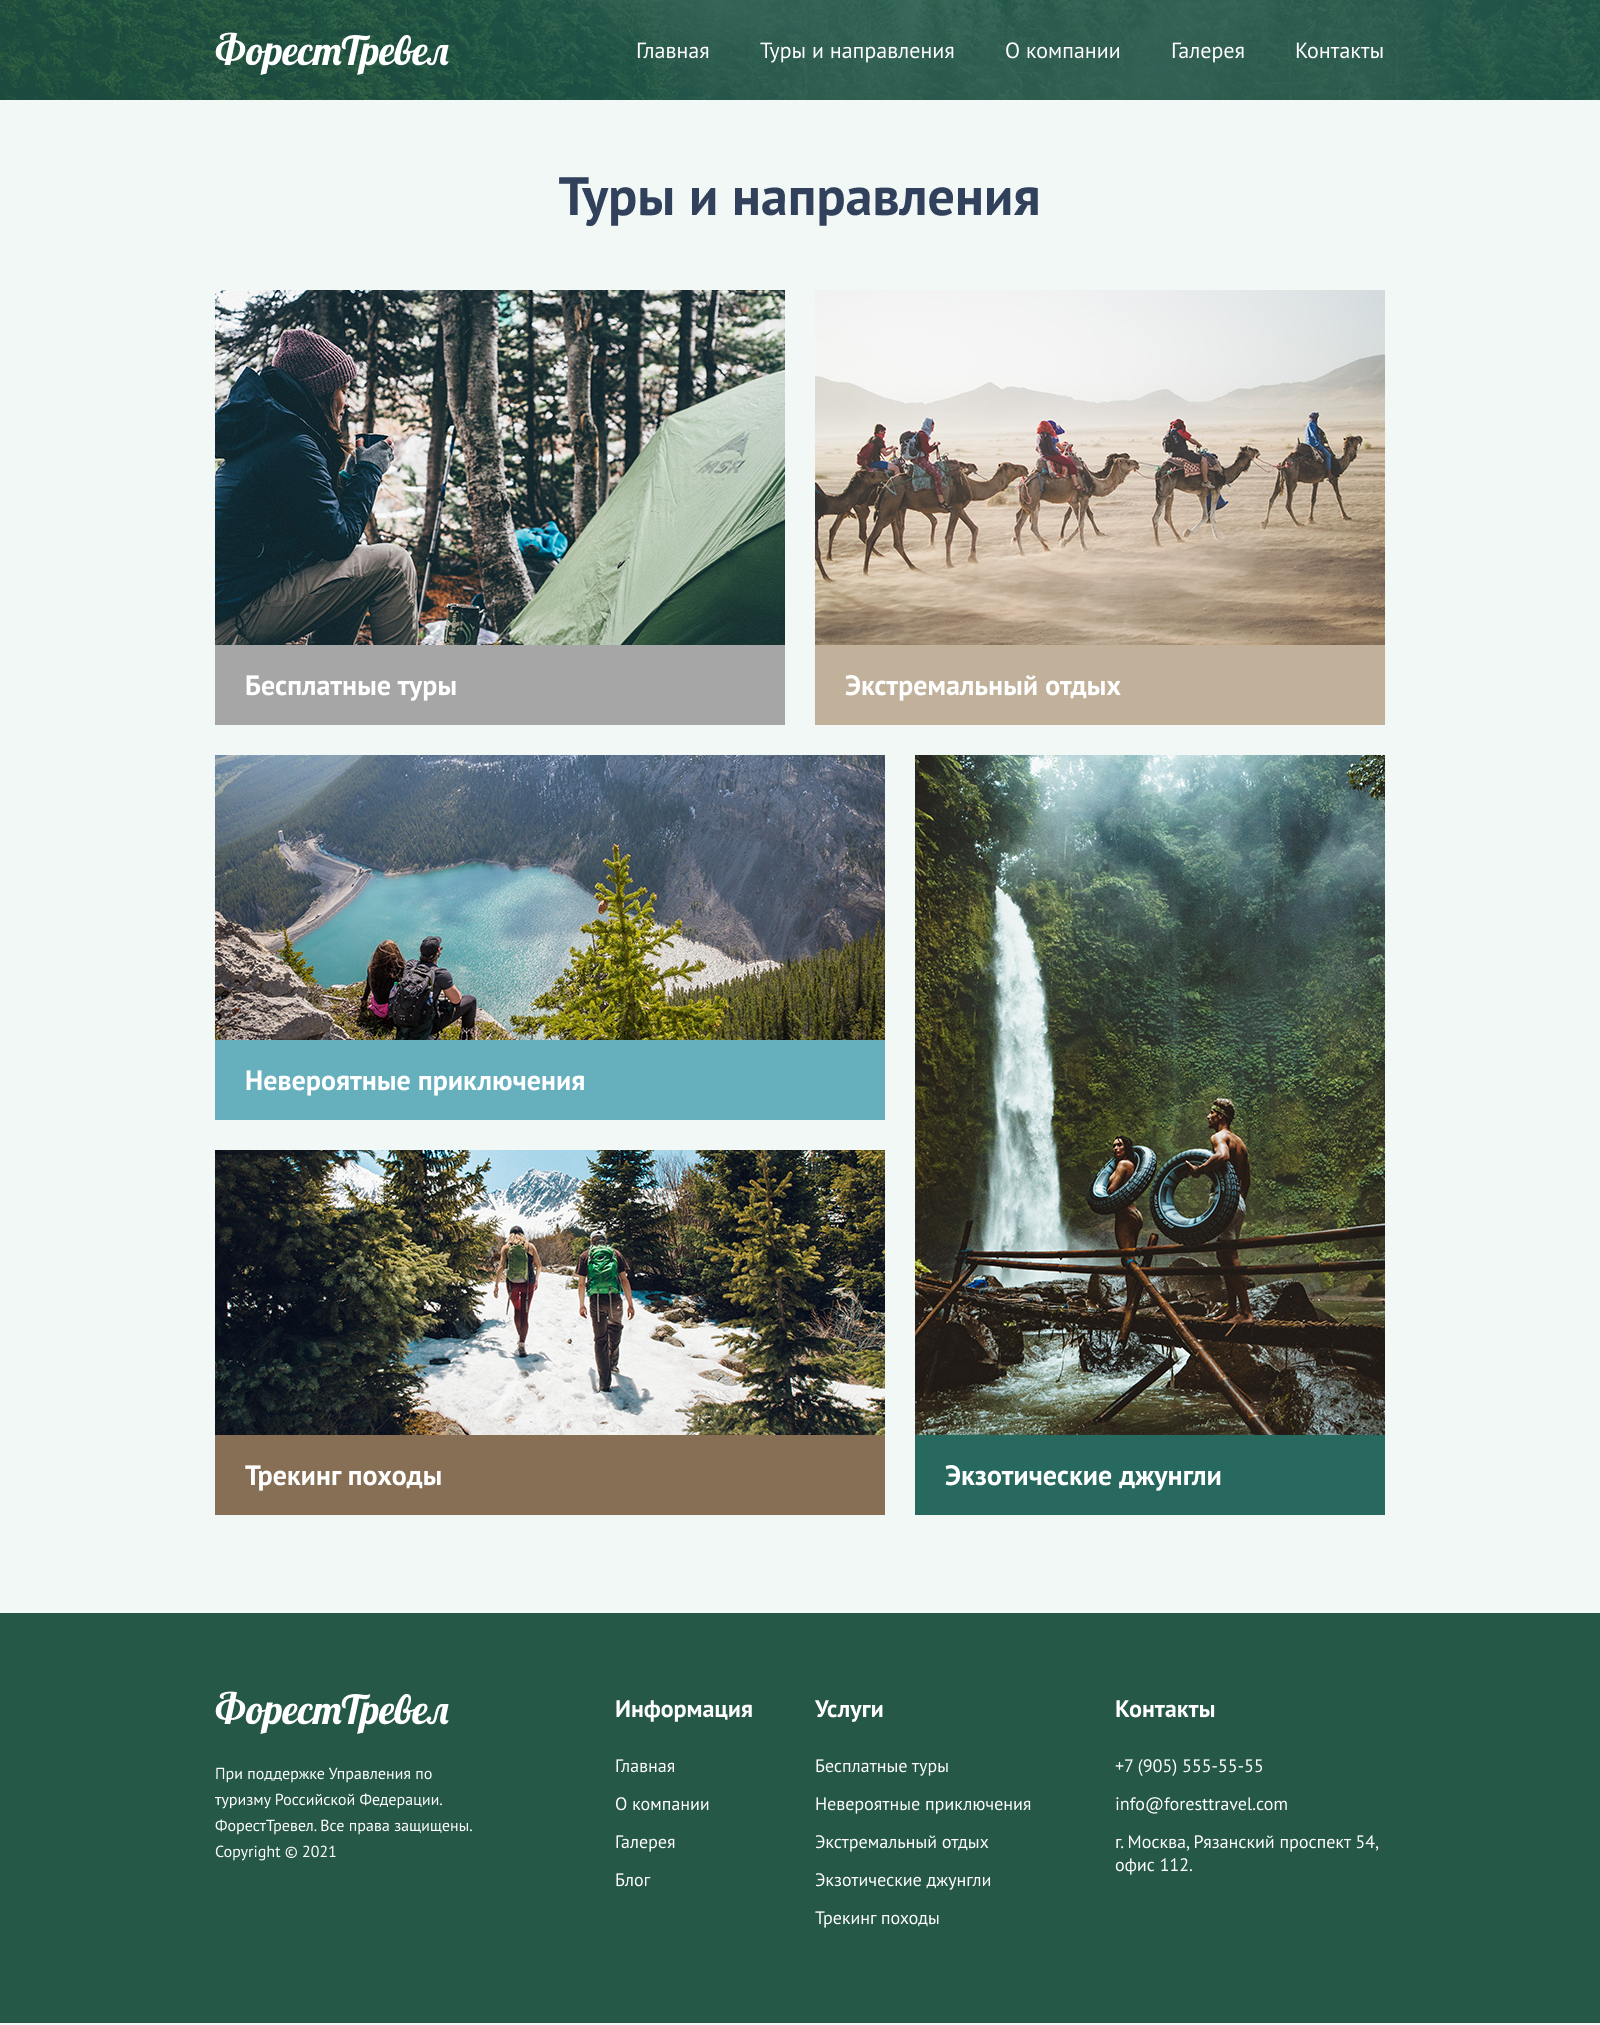 ФорестТревел
Главная Туры и направления О компании Галерея Контакты
Туры и направления
MSR
Бесплатные туры
Экстремальный отдых
Невероятные приключения
Трекинг походы
Экзотические джунгли
ФорестТревел
При поддержке Управления по
туризму Российской Федерации.
ФорестТревел. Все права защищены.
Copyright © 2021
Информация
Главная
О компании
Галерея
Блог
Услуги
Бесплатные туры
Невероятные приключения
Экстремальный отдых
Экзотические джунгли
Трекинг походы
Контакты
+7 (905) 555-55-55
info@foresttravel.com
г. Москва, Рязанский проспект 54,
офис 112.